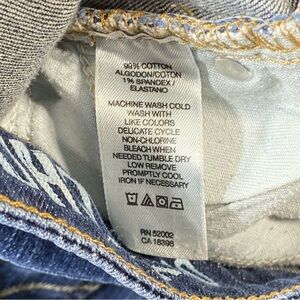 99% COTTON
ALGODON/COTON
1% SPANDEX /
ELASTANO
MACHINE WASH COLD
WASH WITH
LIKE COLORS
DELICATE CYCLE
NON-CHLORINE
BLEACH WHEN
NEEDED TUMBLE DRY
LOW REMOVE
PROMPTLY COOL
IRON IF NECESSARY
RN 52002
CA 18396